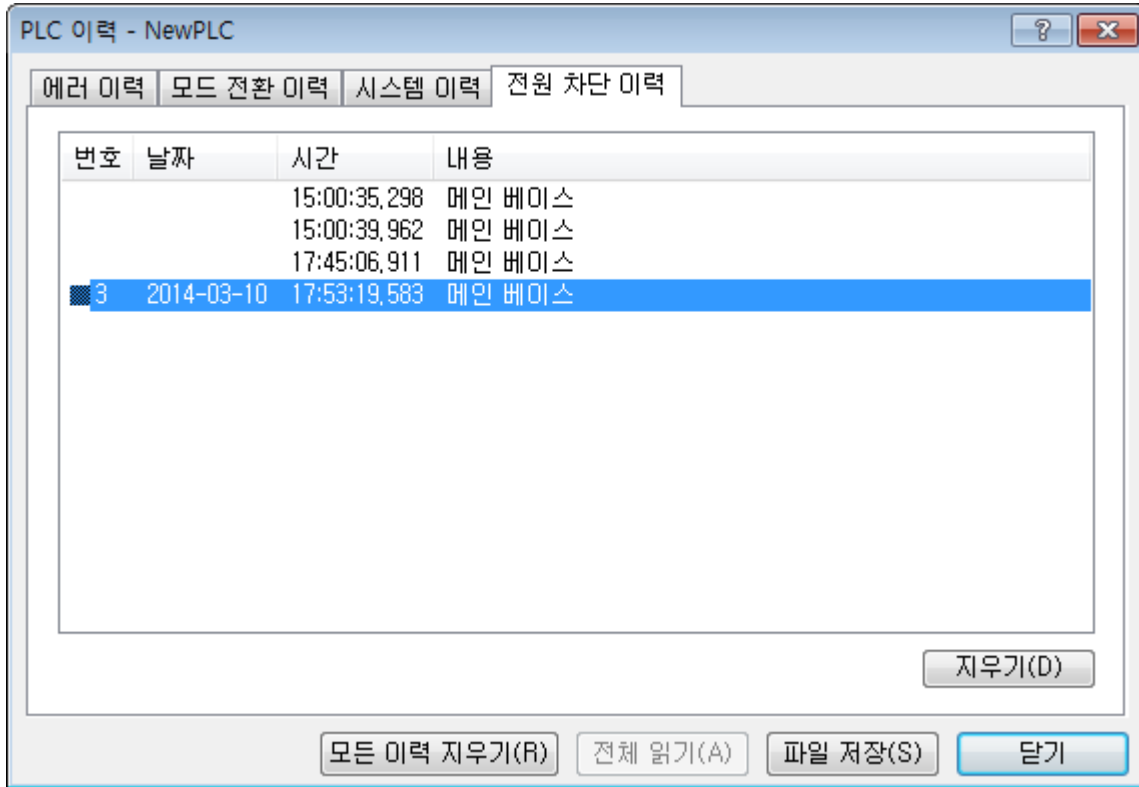 PLC 이력 - NewPLC
에러 이력 모드 전환 이력 시스템 이력 전원 차단 이력
번호 날짜 시간 내용
15:00:35,298 메인 베이스
15:00:39,962 메인 베이스
17:45:06,911 메인 베이스
3 2014-03-10 17:53:19,583 메인 베이스
지우기(D)
모든 이력 지우기(R) 전체 읽기(A) 파일 저장(S) 닫기